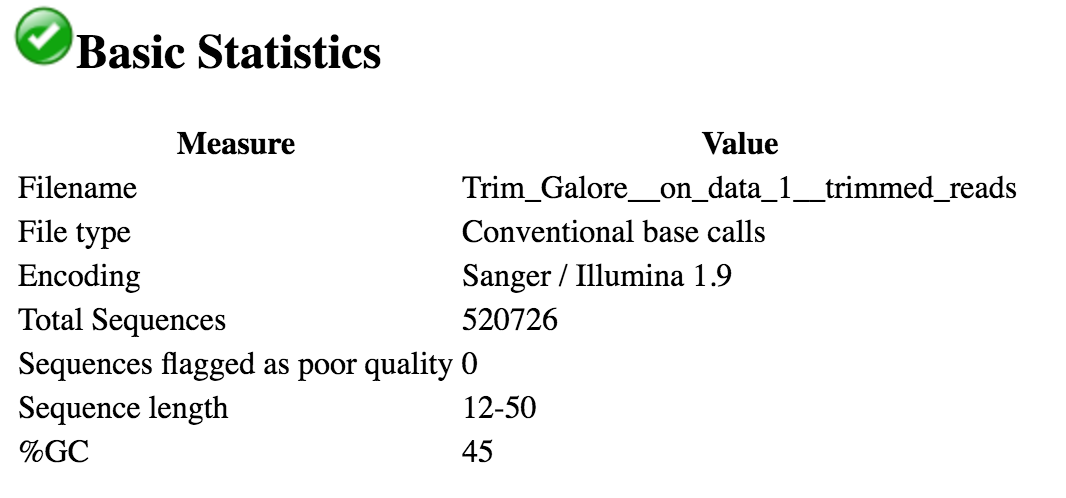 Basic Statistics
Measure Value
Filename Trim_Galore__on_data_1__trimmed_reads
File type Conventional base calls
Encoding Sanger / Illumina 1.9
Total Sequences 520726
Sequences flagged as poor quality 0
Sequence length 12-50
%GC 45